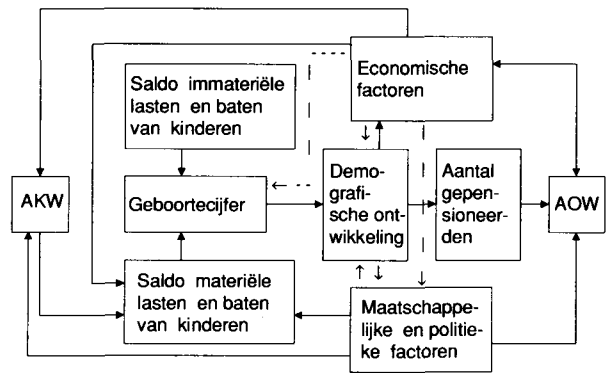 Economische
factoren
Saldo immateriële
lasten en baten
van kinderen
AKW
Geboortecijfer
Demo-
grafi-
sche ont-
wikkeling
Aantal
gepen-
sioneer-
den
AOW
Saldo materiële
lasten en baten
van kinderen
Maatschappe-
lijke en politie-
ke factoren